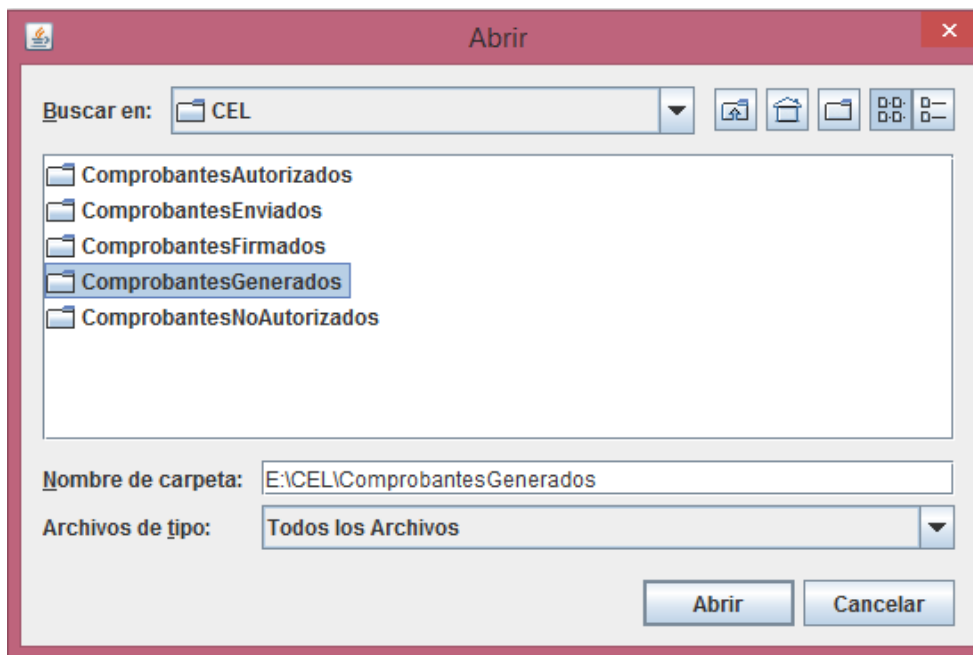 Abrir
Buscar en: CEL
ComprobantesAutorizados
ComprobantesEnviados
ComprobantesFirmados
ComprobantesGenerados
ComprobantesNoAutorizados
Nombre de carpeta: E:\CEL\ComprobantesGenerados
Archivos de tipo: Todos los Archivos
Abrir Cancelar